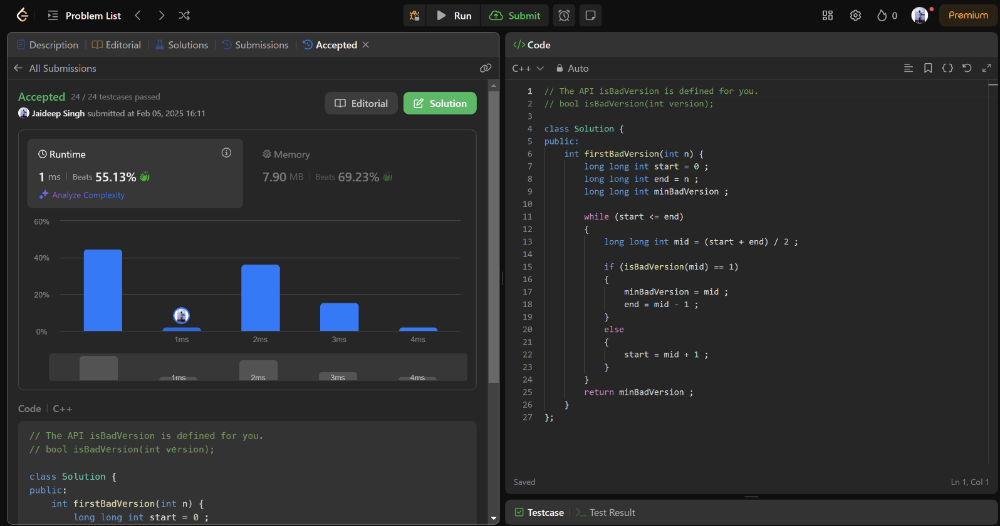 Problem List
Run
Submit
0
Premium
Description
Editorial
Solutions
Submissions
Accepted
All Submissions
Accepted 24 / 24 testcases passed
Jaideep Singh submitted at Feb 05, 2025 16:11
Editorial
Solution
Runtime
1 ms Beats 55.13%
Analyze Complexity
Memory
7.90 MB Beats 69.23%
60%
40%
20%
0%
1ms 2ms 3ms 4ms
1ms 2ms 3ms 4ms
Code C++
// The API isBadVersion is defined for you.
// bool isBadVersion(int version);
class Solution {
public:
    int firstBadVersion(int n) {
        long long int start = 0 ;
</> Code
C++ Auto
1 // The API isBadVersion is defined for you.
2 // bool isBadVersion(int version);
3
4 class Solution {
5 public:
6     int firstBadVersion(int n) {
7         long long int start = 0 ;
8         long long int end = n ;
9         long long int minBadVersion ;
10
11         while (start <= end)
12         {
13             long long int mid = (start + end) / 2 ;
14
15             if (isBadVersion(mid) == 1)
16             {
17                 minBadVersion = mid ;
18                 end = mid - 1 ;
19             }
20             else
21             {
22                 start = mid + 1 ;
23             }
24         }
25         return minBadVersion ;
26     }
27 };
Saved
Ln 1, Col 1
Testcase
Test Result